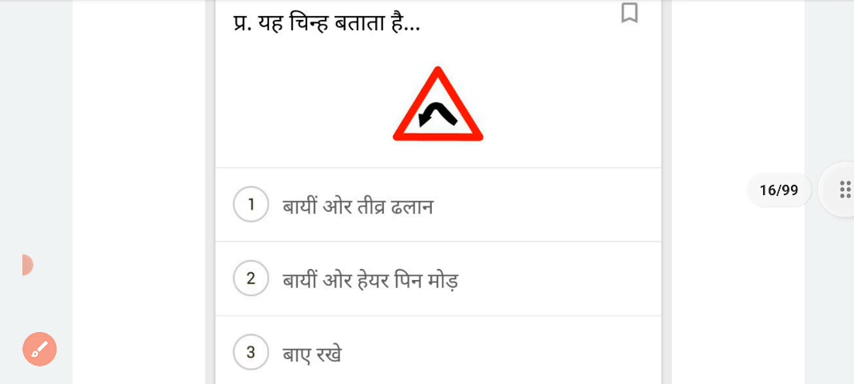 प्र. यह चिन्ह बताता है...
16/99
1 बायीं ओर तीव्र ढलान
2 बायीं ओर हेयर पिन मोड़
3 बाए रखे